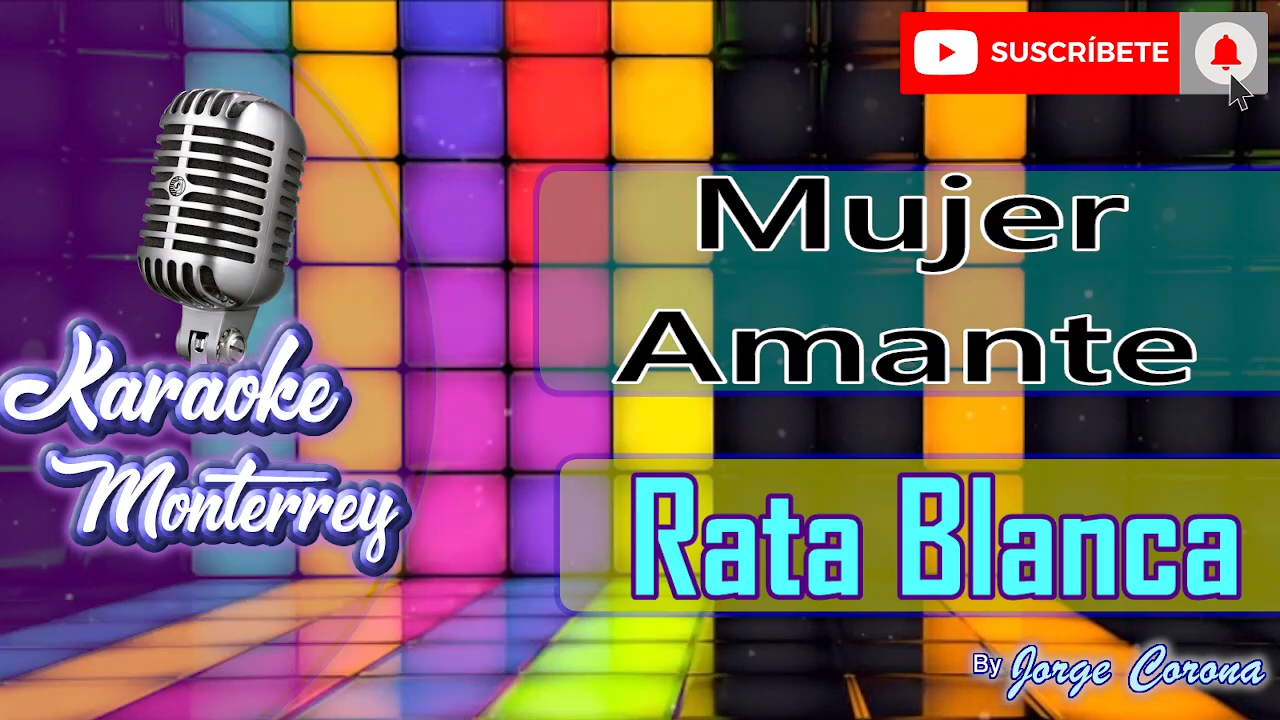 SUSCRÍBETE
Mujer
Amante
Karaoke
Monterrey
Rata Blanca
By Jorge Corona